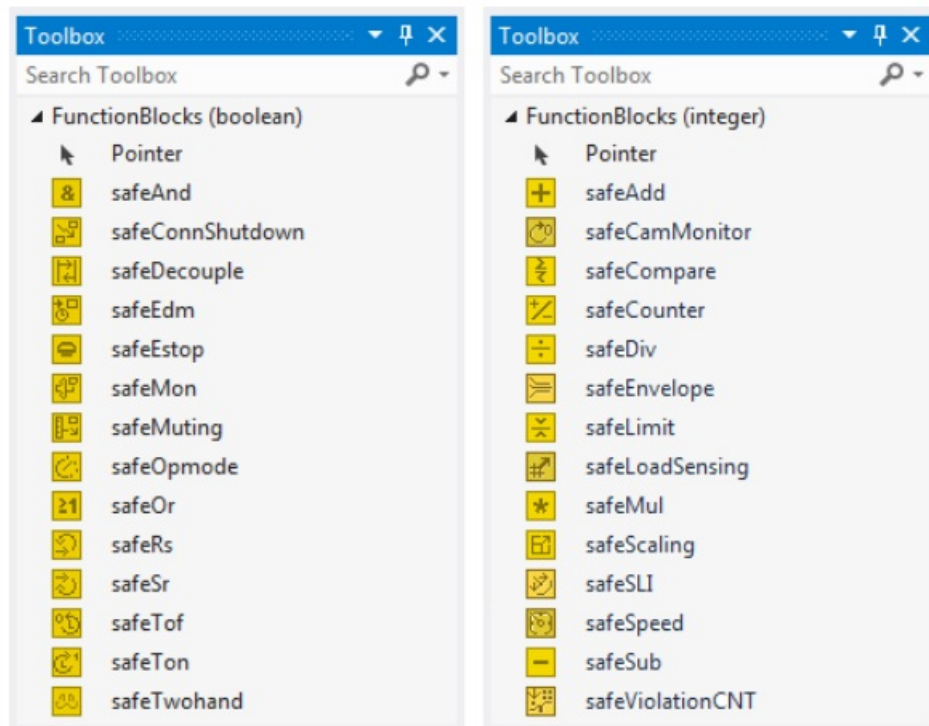 Toolbox
Search Toolbox
FunctionBlocks (boolean)
Pointer
& safeAnd
safeConnShutdown
safeDecouple
safeEdm
safeEstop
safeMon
safeMuting
safeOpmode
≥1 safeOr
safeRs
safeSr
safeTof
safeTon
safeTwohand
Toolbox
Search Toolbox
FunctionBlocks (integer)
Pointer
safeAdd
safeCamMonitor
safeCompare
safeCounter
safeDiv
safeEnvelope
safeLimit
safeLoadSensing
safeMul
safeScaling
safeSLI
safeSpeed
safeSub
safeViolationCNT